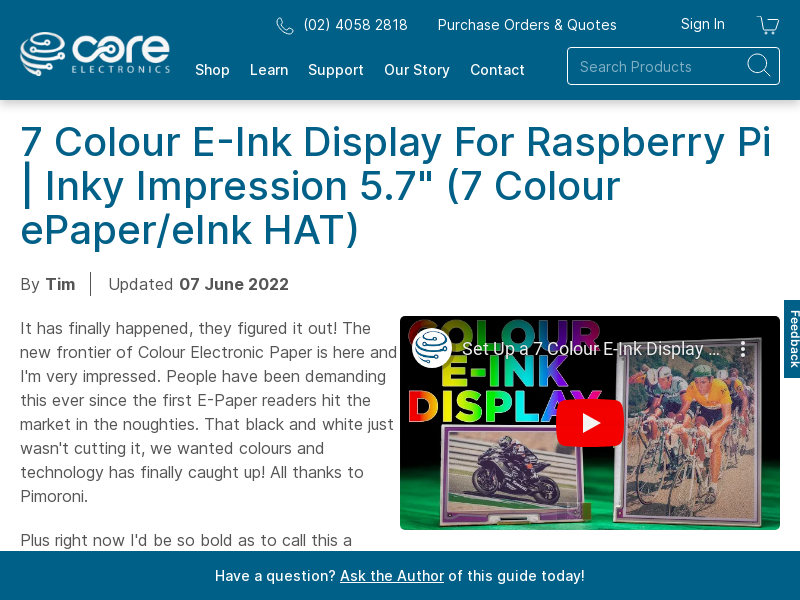 (02) 4058 2818
Purchase Orders & Quotes
Sign In
core
ELECTRONICS
Shop
Learn
Support
Our Story
Contact
Search Products
7 Colour E-Ink Display For Raspberry Pi
| Inky Impression 5.7" (7 Colour
ePaper/eInk HAT)
By Tim
Updated 07 June 2022
It has finally happened, they figured it out! The
new frontier of Colour Electronic Paper is here and
I'm very impressed. People have been demanding
this ever since the first E-Paper readers hit the
market in the noughties. That black and white just
wasn't cutting it, we wanted colours and
technology has finally caught up! All thanks to
Pimoroni.
Plus right now I'd be so bold as to call this a
COLOUR
Set Up a 7 Colour E-Ink Display ...
E-INK
DISPLAY
Feedback
Have a question? Ask the Author of this guide today!